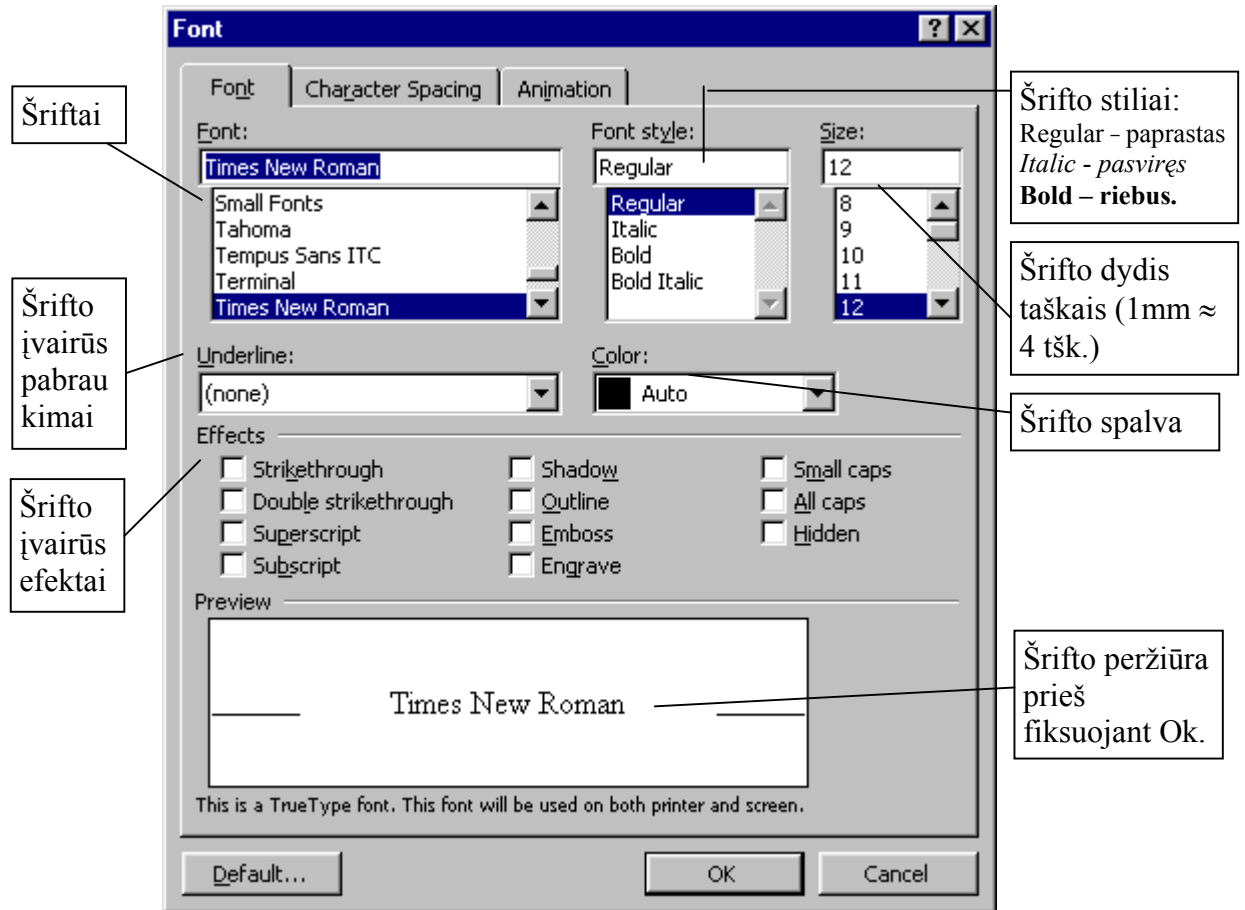 Font
Font
Character Spacing
Animation
Šriftai
Font:
Font style:
Size:
Šrifto stiliai:
Regular – paprastas
Italic - pasviręs
Bold – riebus.
Times New Roman
Regular
12
Small Fonts
Tahoma
Tempus Sans ITC
Terminal
Times New Roman
Regular
Italic
Bold
Bold Italic
8
9
10
11
12
Šrifto dydis
taškais (1mm ≈
4 tšk.)
Šrifto
įvairūs
pabrau
kimai
Underline:
Color:
(none)
Auto
Šrifto spalva
Effects
Strikethrough
Double strikethrough
Superscript
Subscript
Shadow
Outline
Emboss
Engrave
Small caps
All caps
Hidden
Šrifto
įvairūs
efektai
Preview
Times New Roman
Šrifto peržiūra
prieš
fiksuojant Ok.
This is a TrueType font. This font will be used on both printer and screen.
Default...
OK
Cancel